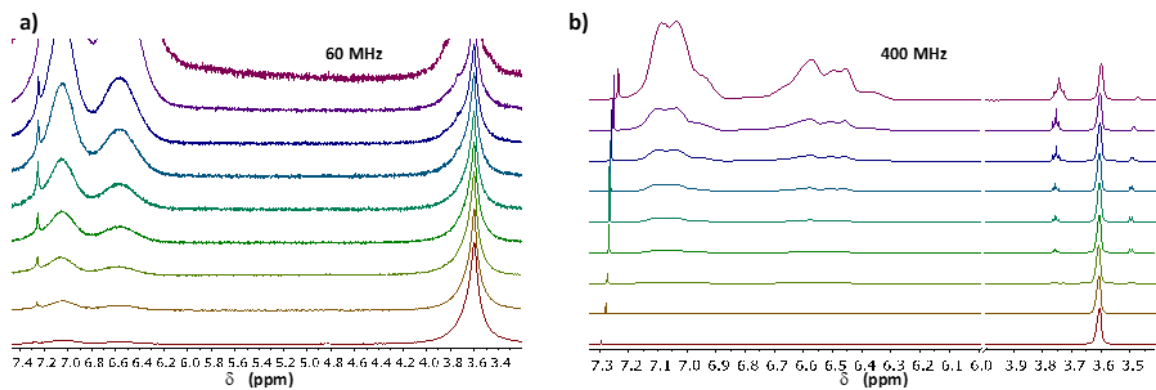 a)
60 MHz
7.4 7.2 7.0 6.8 6.6 6.4 6.2 6.0 5.8 5.6 5.4 5.2 5.0 4.8 4.6 4.4 4.2 4.0 3.8 3.6 3.4
δ (ppm)
b)
400 MHz
7.3 7.2 7.1 7.0 6.9 6.8 6.7 6.6 6.5 6.4 6.3 6.2 6.1 6.0 3.9 3.8 3.7 3.6 3.5
δ (ppm)